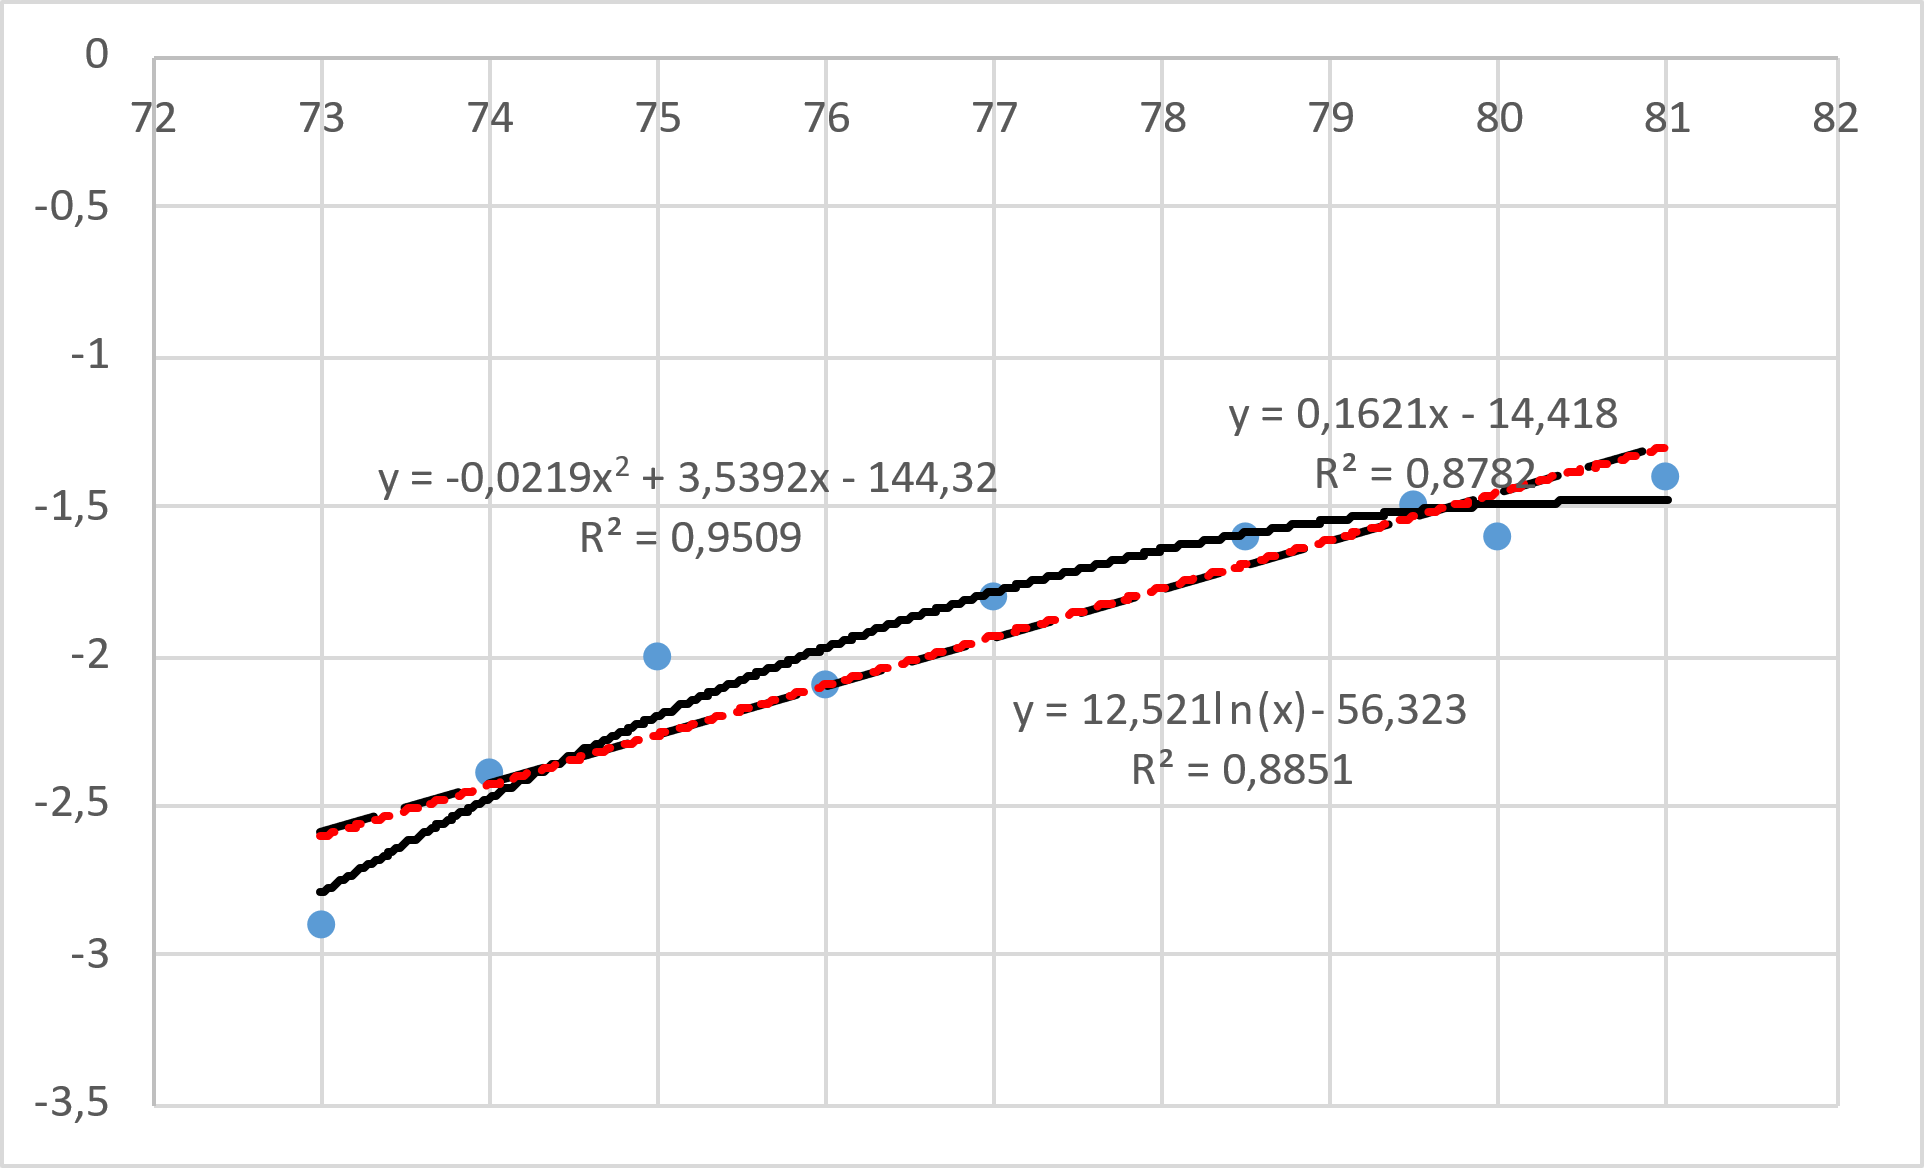 0
72 73 74 75 76 77 78 79 80 81 82
-0,5
-1
y = 0,1621x - 14,418
R² = 0,8782
y = -0,0219x² + 3,5392x - 144,32
R² = 0,9509
-1,5
-2
y = 12,521ln(x) - 56,323
R² = 0,8851
-2,5
-3
-3,5